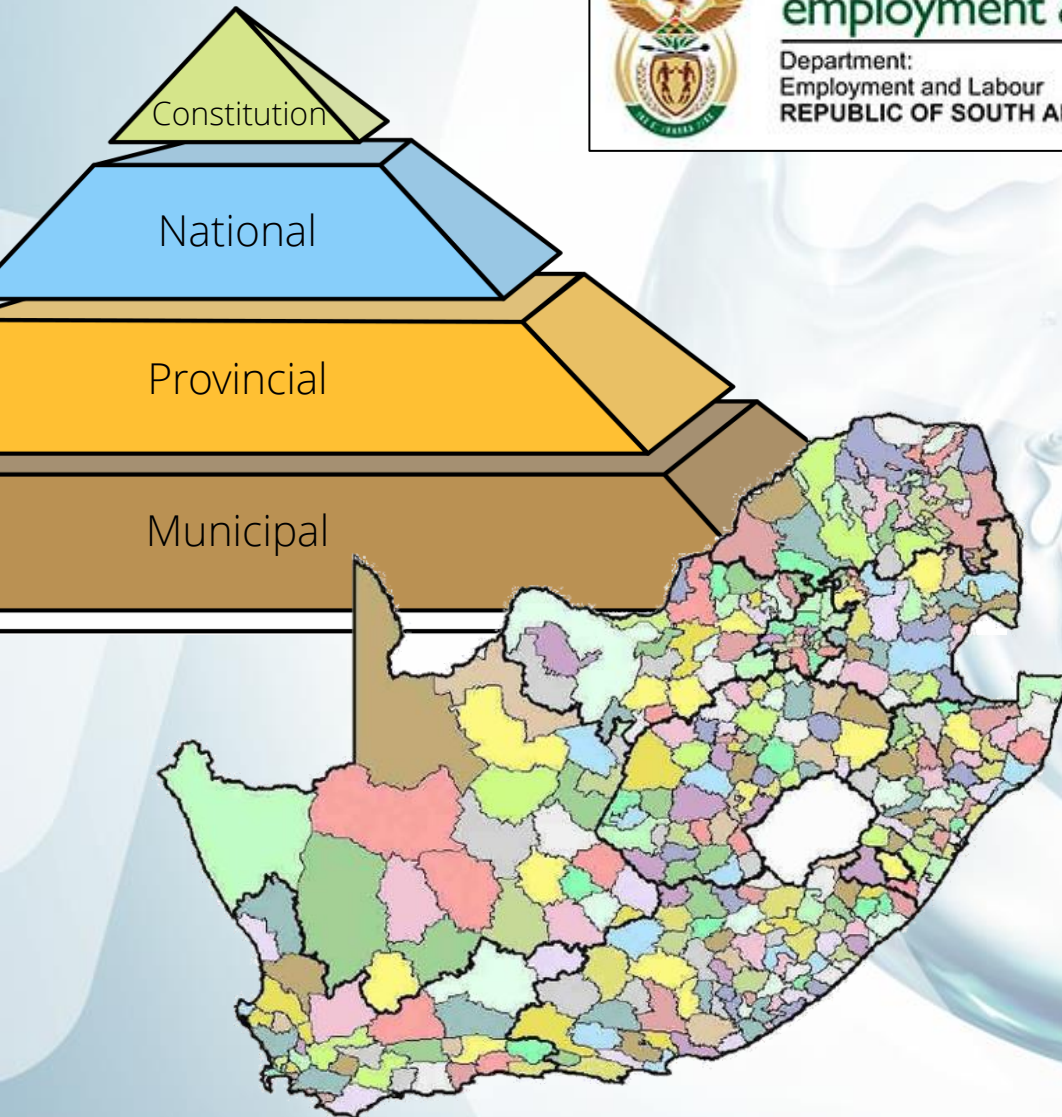 employment
Department:
Employment and Labour
REPUBLIC OF SOUTH
Constitution
National
Provincial
Municipal